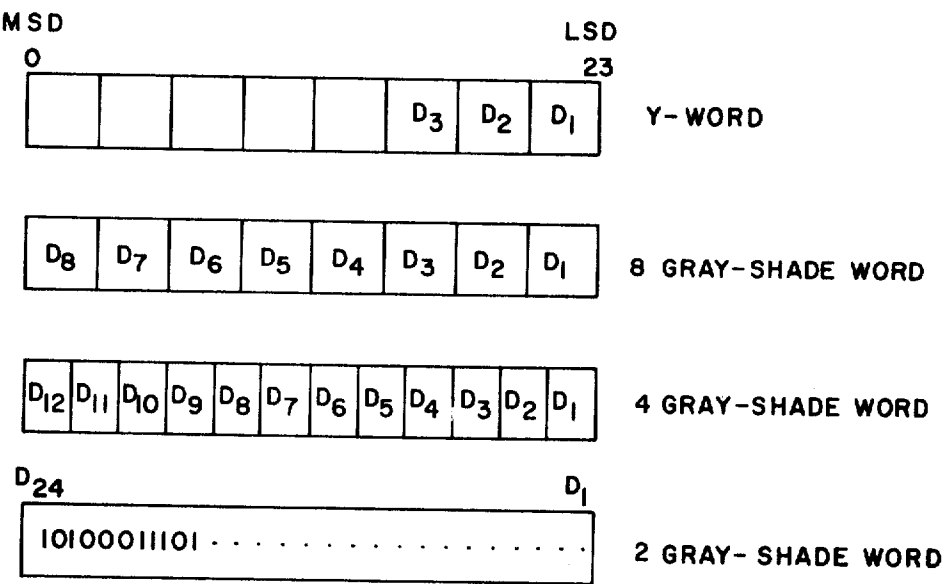 MSD LSD
0 23
D3 D2 D1 Y-WORD
D8 D7 D6 D5 D4 D3 D2 D1 8 GRAY-SHADE WORD
D12 D11 D10 D9 D8 D7 D6 D5 D4 D3 D2 D1 4 GRAY-SHADE WORD
D24 D1
10100011101 . . . . . . . . . . . . . . . . 2 GRAY-SHADE WORD